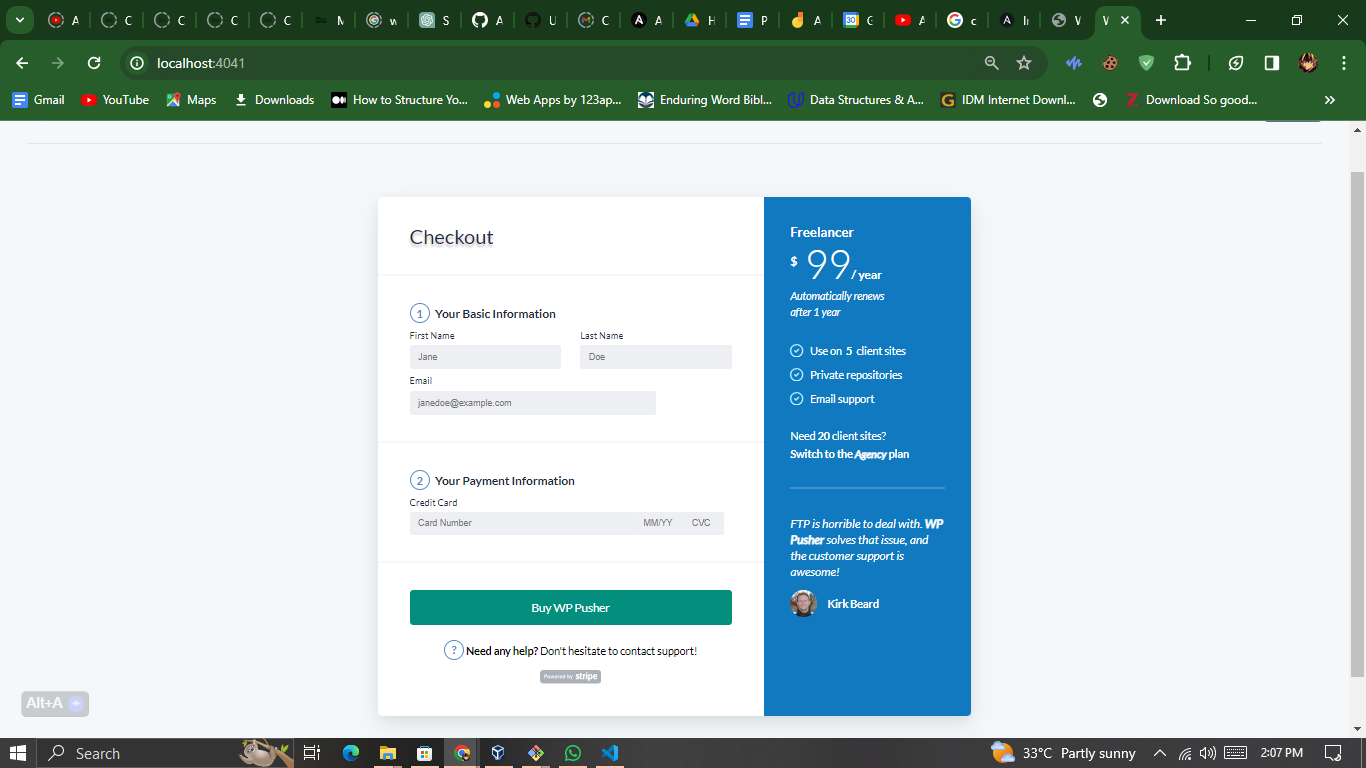 A C C C C M w S A U C A A H P A G A c A Ir W W
localhost:4041
Gmail YouTube Maps Downloads How to Structure Yo... Web Apps by 123ap... Enduring Word Bibl... Data Structures & A... IDM Internet Downl... Download So good...
Checkout
1 Your Basic Information
First Name Last Name
Jane Doe
Email
janedoe@example.com
2 Your Payment Information
Credit Card
Card Number MM/YY CVC
Buy WP Pusher
? Need any help? Don't hesitate to contact support!
Powered by stripe
Freelancer
$ 99 / year
Automatically renews
after 1 year
Use on 5 client sites
Private repositories
Email support
Need 20 client sites?
Switch to the Agency plan
FTP is horrible to deal with. WP
Pusher solves that issue, and
the customer support is
awesome!
Kirk Beard
Alt+A
Search 33°C Partly sunny 2:07 PM